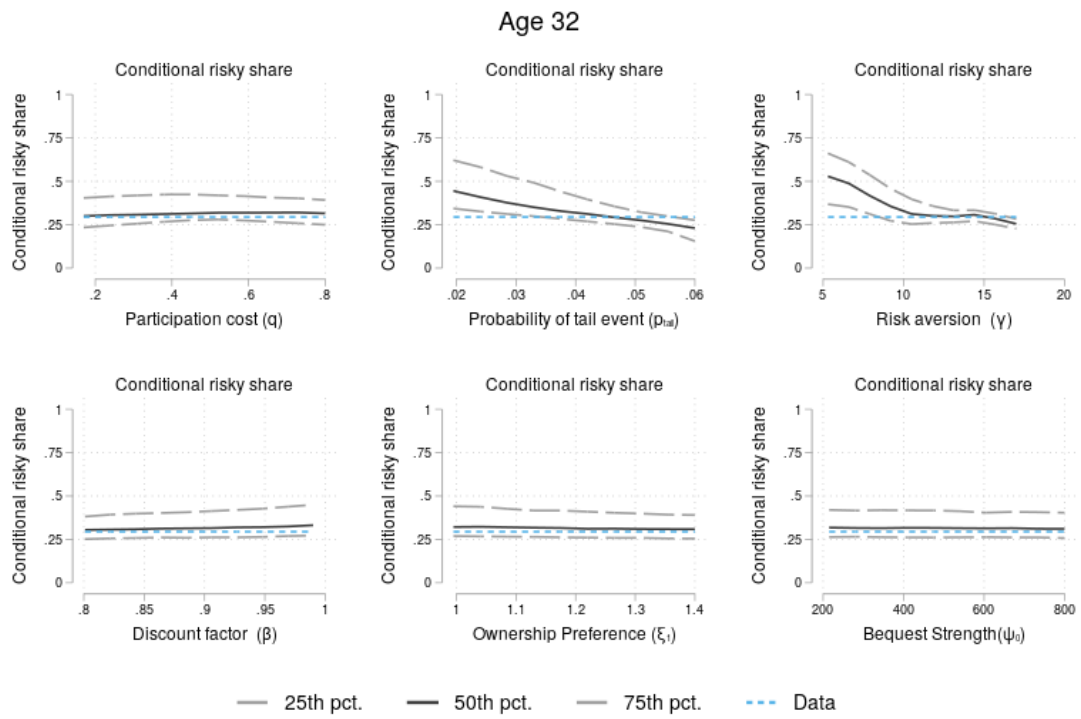 Age 32
Conditional risky share
Conditional risky share
1
.75
.5
.25
0
.2 .4 .6 .8
Participation cost (q)
Conditional risky share
Conditional risky share
1
.75
.5
.25
0
.02 .03 .04 .05 .06
Probability of tail event (pₜₐᵢₗ)
Conditional risky share
Conditional risky share
1
.75
.5
.25
0
5 10 15 20
Risk aversion (γ)
Conditional risky share
Conditional risky share
1
.75
.5
.25
0
.8 .85 .9 .95 1
Discount factor (β)
Conditional risky share
Conditional risky share
1
.75
.5
.25
0
1 1.1 1.2 1.3 1.4
Ownership Preference (ξ₁)
Conditional risky share
Conditional risky share
1
.75
.5
.25
0
200 400 600 800
Bequest Strength(ψ₀)
25th pct. 50th pct. 75th pct. Data